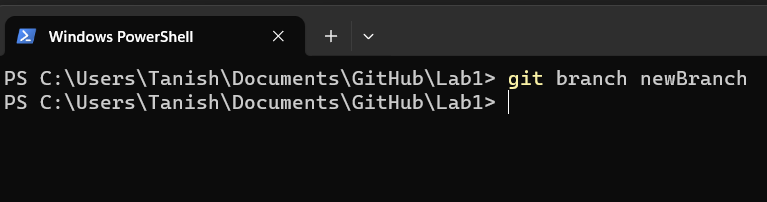 Windows PowerShell
PS C:\Users\Tanish\Documents\GitHub\Lab1> git branch newBranch
PS C:\Users\Tanish\Documents\GitHub\Lab1>